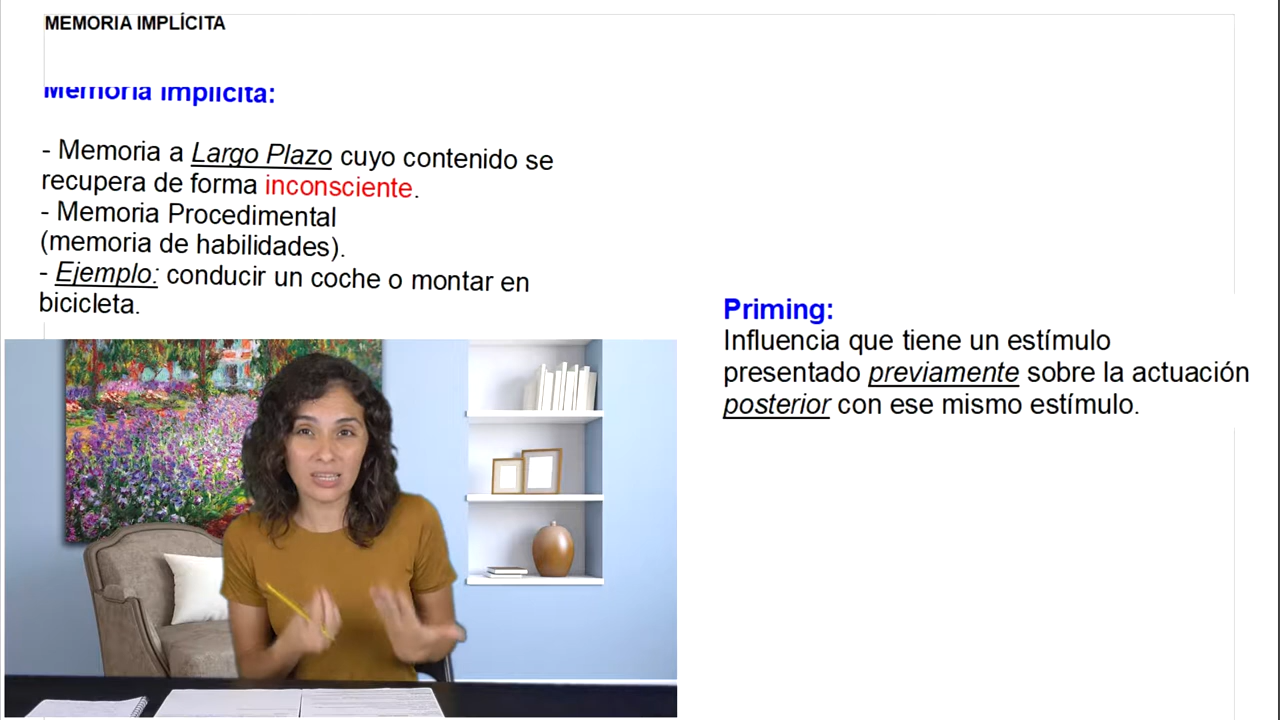 MEMORIA IMPLÍCITA
Memoria Implícita:
- Memoria a Largo Plazo cuyo contenido se
recupera de forma inconsciente.
- Memoria Procedimental
(memoria de habilidades).
- Ejemplo: conducir un coche o montar en
bicicleta.
Priming:
Influencia que tiene un estímulo
presentado previamente sobre la actuación
posterior con ese mismo estímulo.